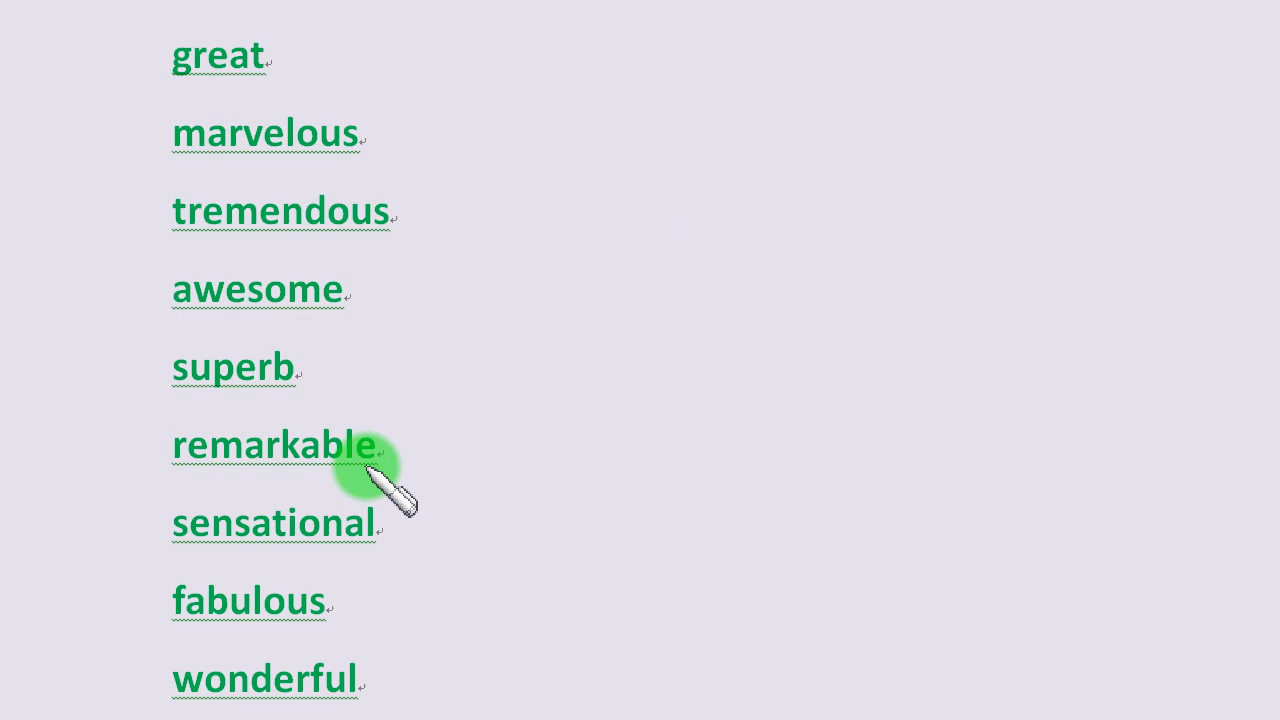 great
marvelous
tremendous
awesome
superb
remarkable
sensational
fabulous
wonderful